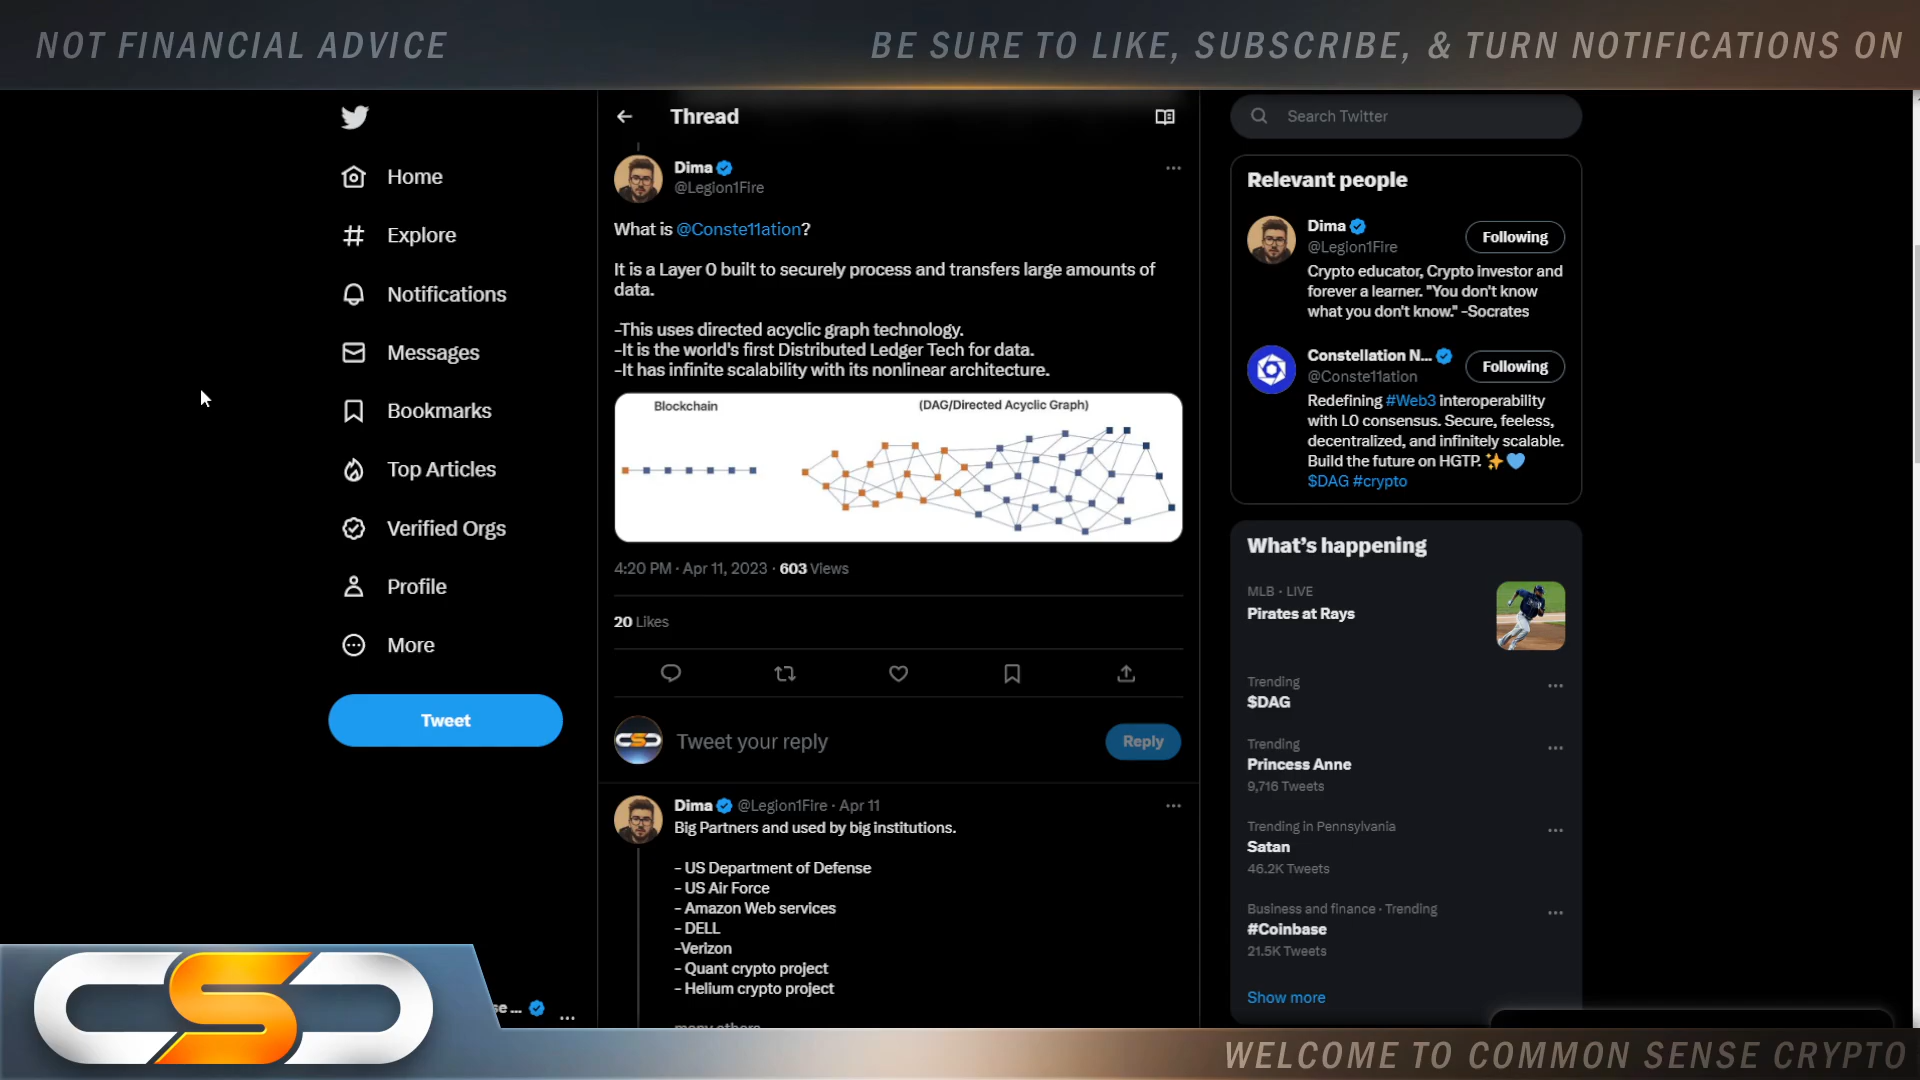 NOT FINANCIAL ADVICE
BE SURE TO LIKE, SUBSCRIBE, & TURN NOTIFICATIONS ON
Home
Explore
Notifications
Messages
Bookmarks
Top Articles
Verified Orgs
Profile
More
Tweet
Thread
Dima
@Legion1Fire
What is @Conste11ation?
It is a Layer 0 built to securely process and transfers large amounts of
data.
-This uses directed acyclic graph technology.
-It is the world's first Distributed Ledger Tech for data.
-It has infinite scalability with its nonlinear architecture.
Blockchain
(DAG/Directed Acyclic Graph)
4:20 PM · Apr 11, 2023 · 603 Views
20 Likes
Tweet your reply
Reply
Dima @Legion1Fire · Apr 11
Big Partners and used by big institutions.
- US Department of Defense
- US Air Force
- Amazon Web services
- DELL
-Verizon
- Quant crypto project
- Helium crypto project
many others
Search Twitter
Relevant people
Dima
@Legion1Fire
Following
Crypto educator, Crypto investor and
forever a learner. "You don't know
what you don't know." -Socrates
Constellation N...
@Conste11ation
Following
Redefining #Web3 interoperability
with L0 consensus. Secure, feeless,
decentralized, and infinitely scalable.
Build the future on HGTP. ✨💙
$DAG #crypto
What's happening
MLB · LIVE
Pirates at Rays
Trending
$DAG
Trending
Princess Anne
9,716 Tweets
Trending in Pennsylvania
Satan
46.2K Tweets
Business and finance · Trending
#Coinbase
21.5K Tweets
Show more
CSC
se ...
WELCOME TO COMMON SENSE CRYPTO